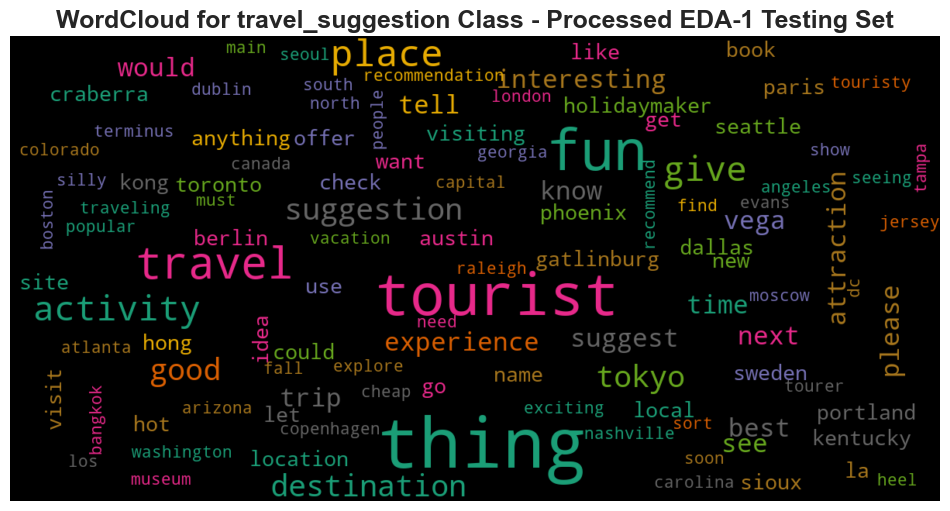 WordCloud for travel_suggestion Class - Processed EDA-1 Testing Set
main seoul place like book
would recommendation interesting paris touristy
craberra dublin south north people tell london holidaymaker get seattle
terminus anything offer visiting fun
colorado canada want georgia give show tampa
silly kong toronto check capital know recommend angeles seeing
boston traveling must suggestion phoenix find evans attraction
popular berlin vacation austin vega jersey
travel raleigh gatlinburg dallas new
site use tourist time moscow dc
activity need
atlanta hong idea could experience suggest next please
good fall explore name tokyo sweden tourer
visit bangkok arizona trip cheap go
hot let copenhagen exciting local portland
los washington location thing nashville sort best see kentucky
museum destination soon carolina sioux la heel